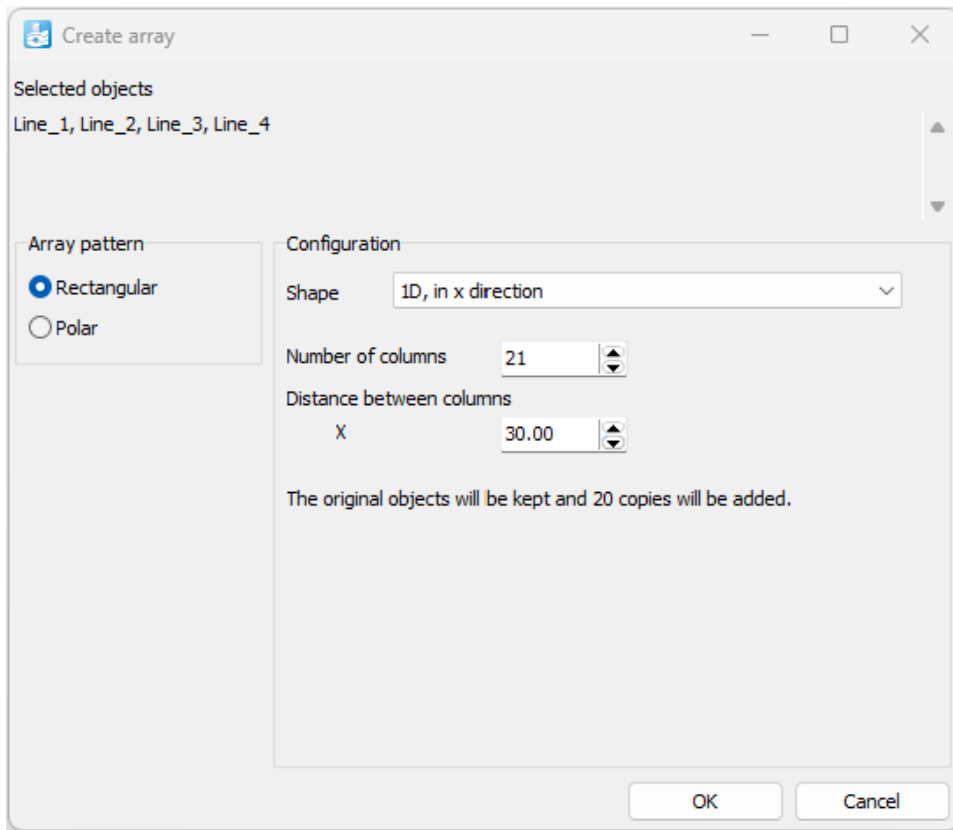 Create array
Selected objects
Line_1, Line_2, Line_3, Line_4
Array pattern
Rectangular
Polar
Configuration
Shape 1D, in x direction
Number of columns 21
Distance between columns
X 30.00
The original objects will be kept and 20 copies will be added.
OK Cancel